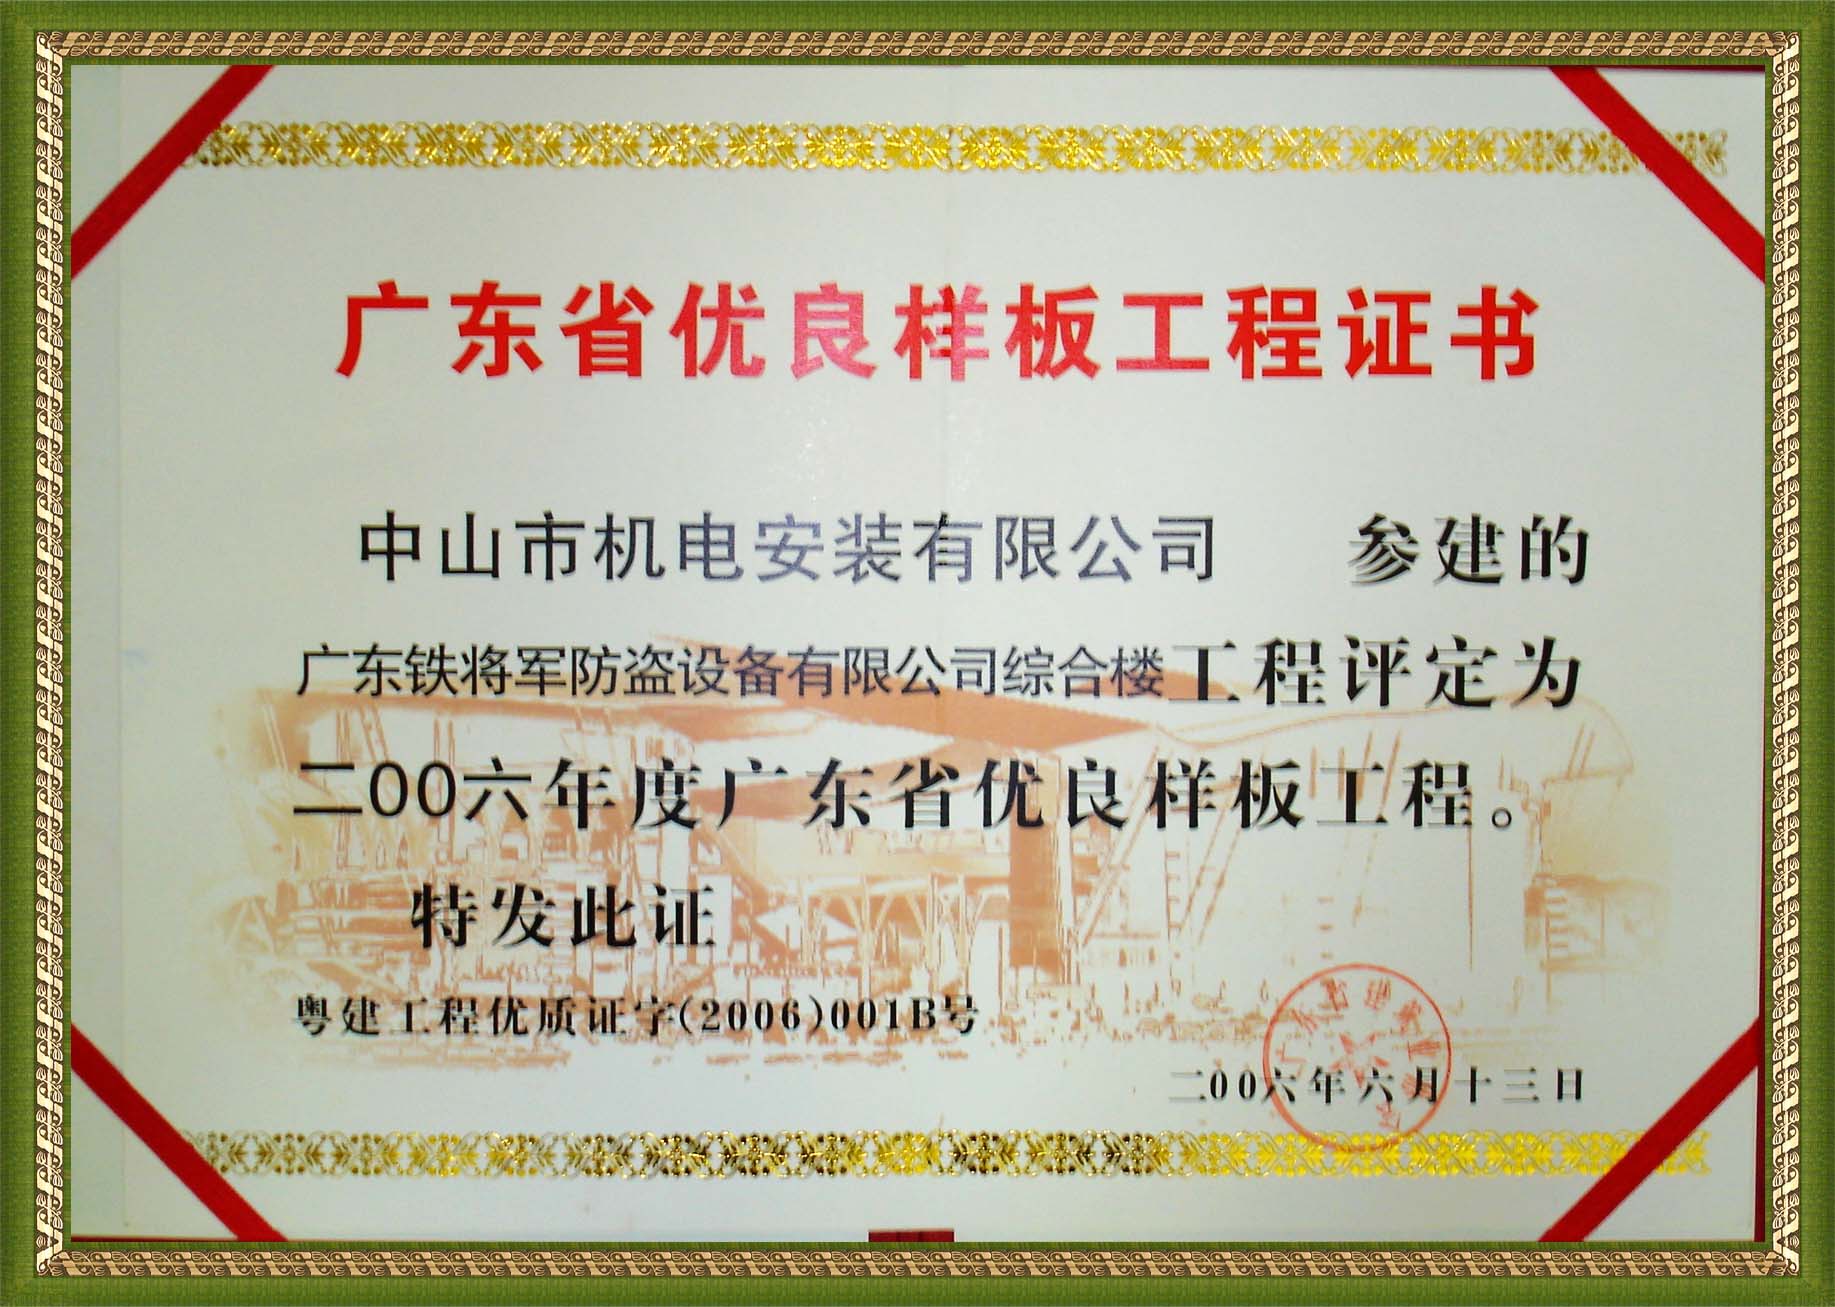 广东省优良样板工程证书
中山市机电安装有限公司 参建的
广东铁将军防盗设备有限公司综合楼工程评定为
二00六年度广东省优良样板工程。
特发此证
粤建工程优质证字(2006)001B号
二00六年六月十三日